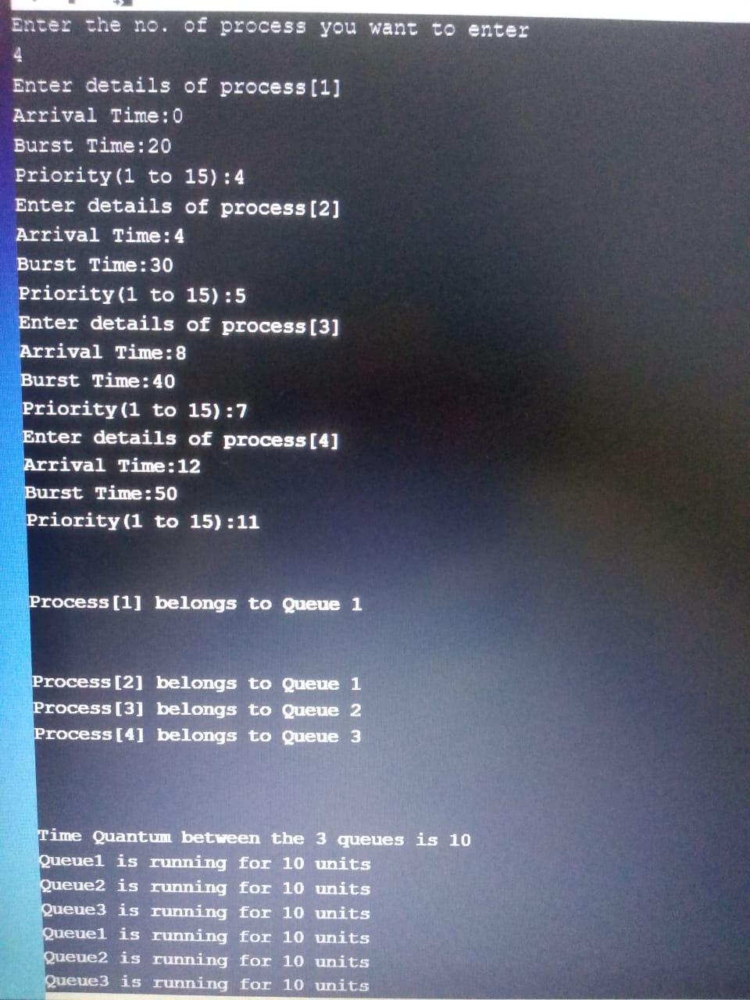 Enter the no. of process you want to enter
4
Enter details of process[1]
Arrival Time:0
Burst Time:20
Priority(1 to 15):4
Enter details of process[2]
Arrival Time:4
Burst Time:30
Priority(1 to 15):5
Enter details of process[3]
Arrival Time:8
Burst Time:40
Priority(1 to 15):7
Enter details of process[4]
Arrival Time:12
Burst Time:50
Priority(1 to 15):11
Process[1] belongs to Queue 1
Process[2] belongs to Queue 1
Process[3] belongs to Queue 2
Process[4] belongs to Queue 3
Time Quantum between the 3 queues is 10
Queue1 is running for 10 units
Queue2 is running for 10 units
Queue3 is running for 10 units
Queue1 is running for 10 units
Queue2 is running for 10 units
Queue3 is running for 10 units